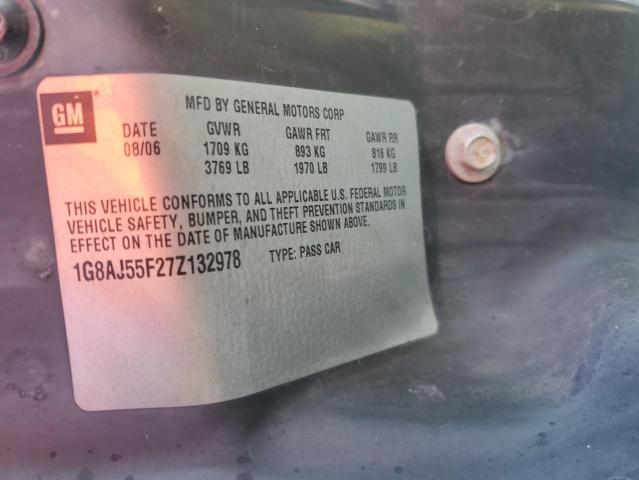 GM
MFD BY GENERAL MOTORS CORP
DATE GVWR GAWR FRT GAWR RR
08/06 1709 KG 893 KG 816 KG
3769 LB 1970 LB 1799 LB
THIS VEHICLE CONFORMS TO ALL APPLICABLE U.S. FEDERAL MOTOR
VEHICLE SAFETY, BUMPER, AND THEFT PREVENTION STANDARDS IN
EFFECT ON THE DATE OF MANUFACTURE SHOWN ABOVE.
1G8AJ55F27Z132978 TYPE: PASS CAR